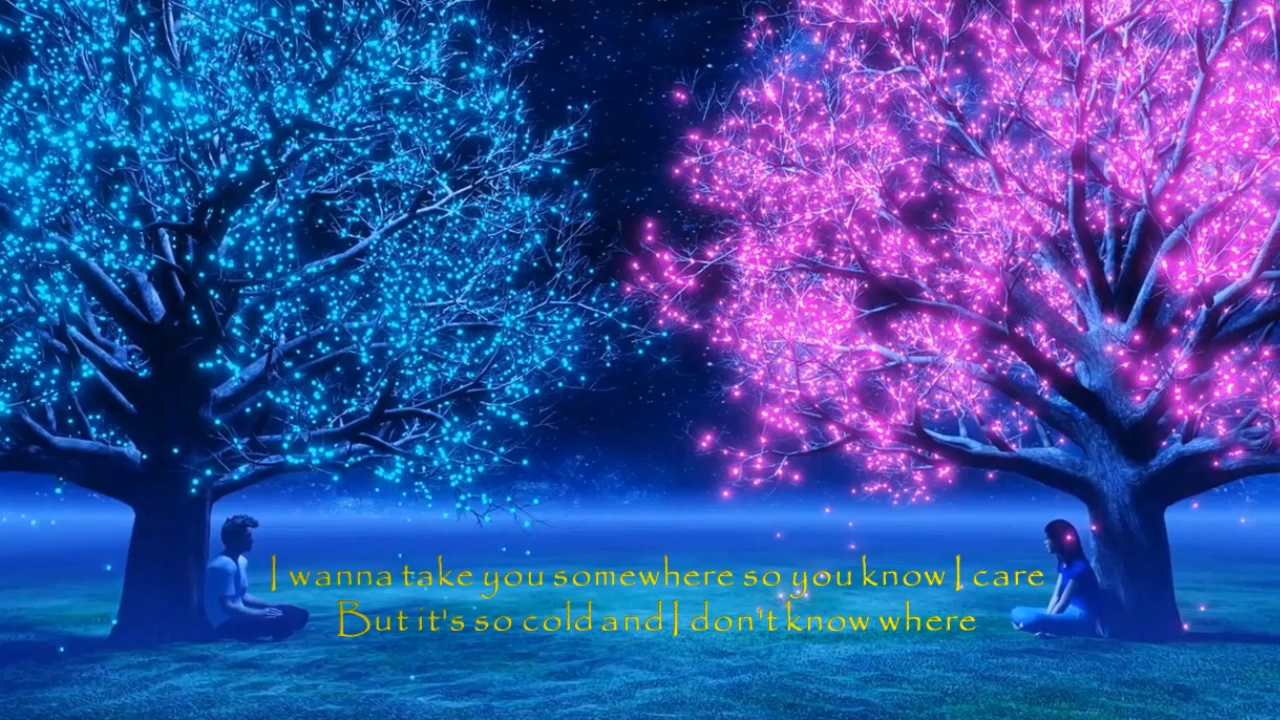 I wanna take you somewhere so you know I care
But it's so cold and I don't know where